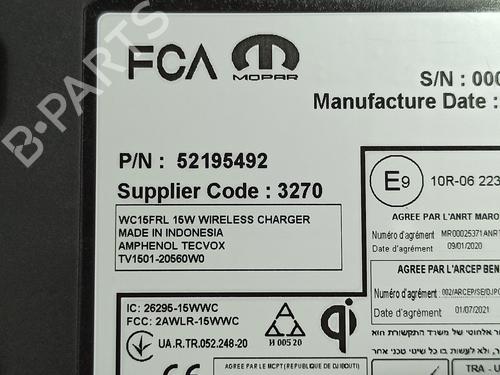 FCA
MOPAR
S/N : 000
Manufacture Date :
P/N : 52195492
Supplier Code : 3270
E9
10R-06 223
WC15FRL 15W WIRELESS CHARGER
MADE IN INDONESIA
AMPHENOL TECVOX
TV1501-20560W0
AGREE PAR L'ANRT MARO
Numéro d'agrément
MR00025371ANRT
Date d'agrément
09/01/2020
AGREE PAR L'ARCEP BEN
Numéro d'agrément
002/ARCEP/SE/DJPC
Date d'agrément
01/07/2021
IC: 26295-15WWC
FCC: 2AWLR-15WWC
UA.R.TR.052.248-20
И 005 20
qi
AGREE PAR LE MCPT (REPUBLIQUE DE DJIBOUTI)
TRA - U
B-PARTS